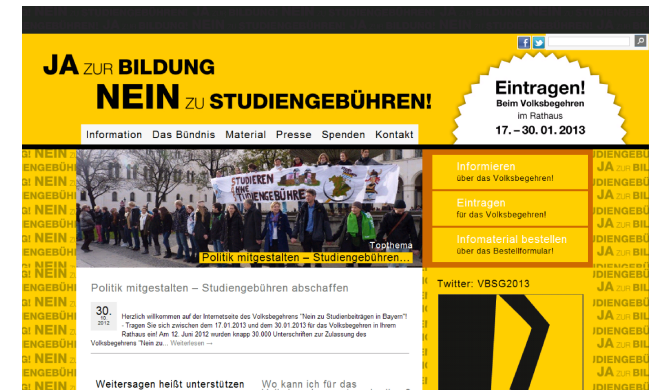 JA ZUR BILDUNG
NEIN ZU STUDIENGEBÜHREN!
Eintragen!
Beim Volksbegehren
im Rathaus
17. – 30. 01. 2013
Information Das Bündnis Material Presse Spenden Kontakt
STUDIEREN
OHNE
STUDIENGEBÜHREN
Topthema
Politik mitgestalten – Studiengebühren...
Informieren
über das Volksbegehren!
Eintragen
für das Volksbegehren!
Infomaterial bestellen
über das Bestellformular!
Politik mitgestalten – Studiengebühren abschaffen
30.
10.
2012
Herzlich willkommen auf der Internetseite des Volksbegehrens "Nein zu Studienbeiträgen in Bayern"!
- Tragen Sie sich zwischen dem 17.01.2013 und dem 30.01.2013 für das Volksbegehren in Ihrem
Rathaus ein! Am 12. Juni 2012 wurden knapp 30.000 Unterschriften zur Zulassung des
Volksbegehrens "Nein zu... Weiterlesen →
Twitter: VBSG2013
Weitersagen heißt unterstützen
Wo kann ich für das